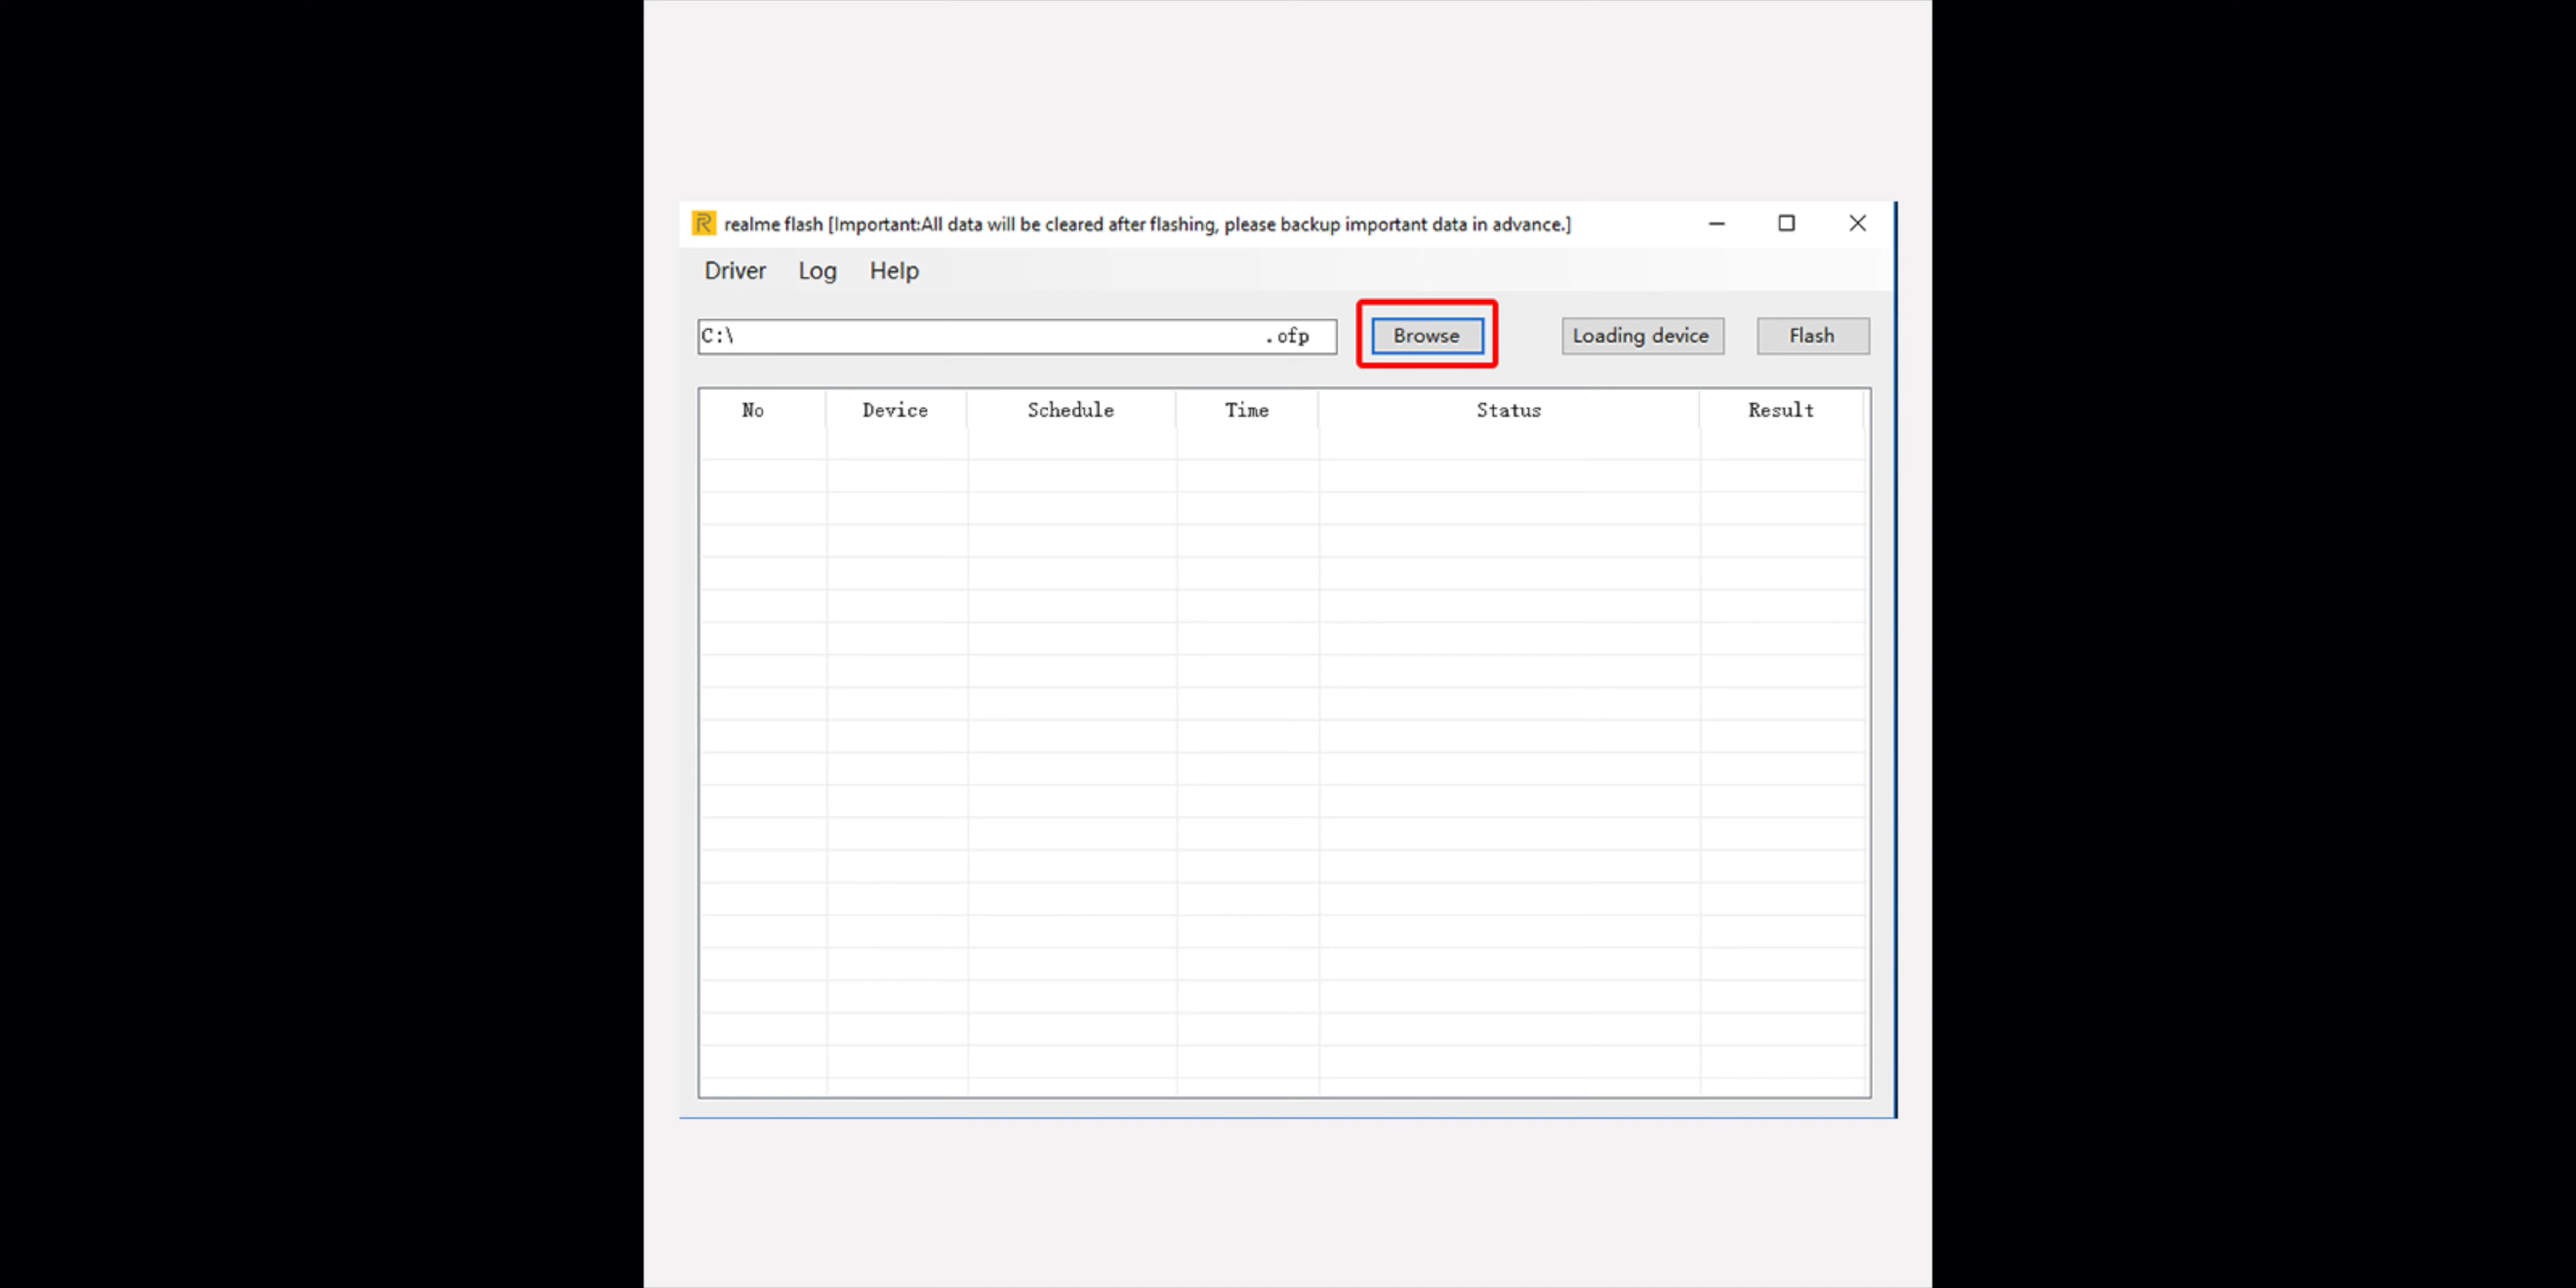 realme flash [Important:All data will be cleared after flashing, please backup important data in advance.]
Driver Log Help
C:\ .ofp Browse Loading device Flash
No Device Schedule Time Status Result